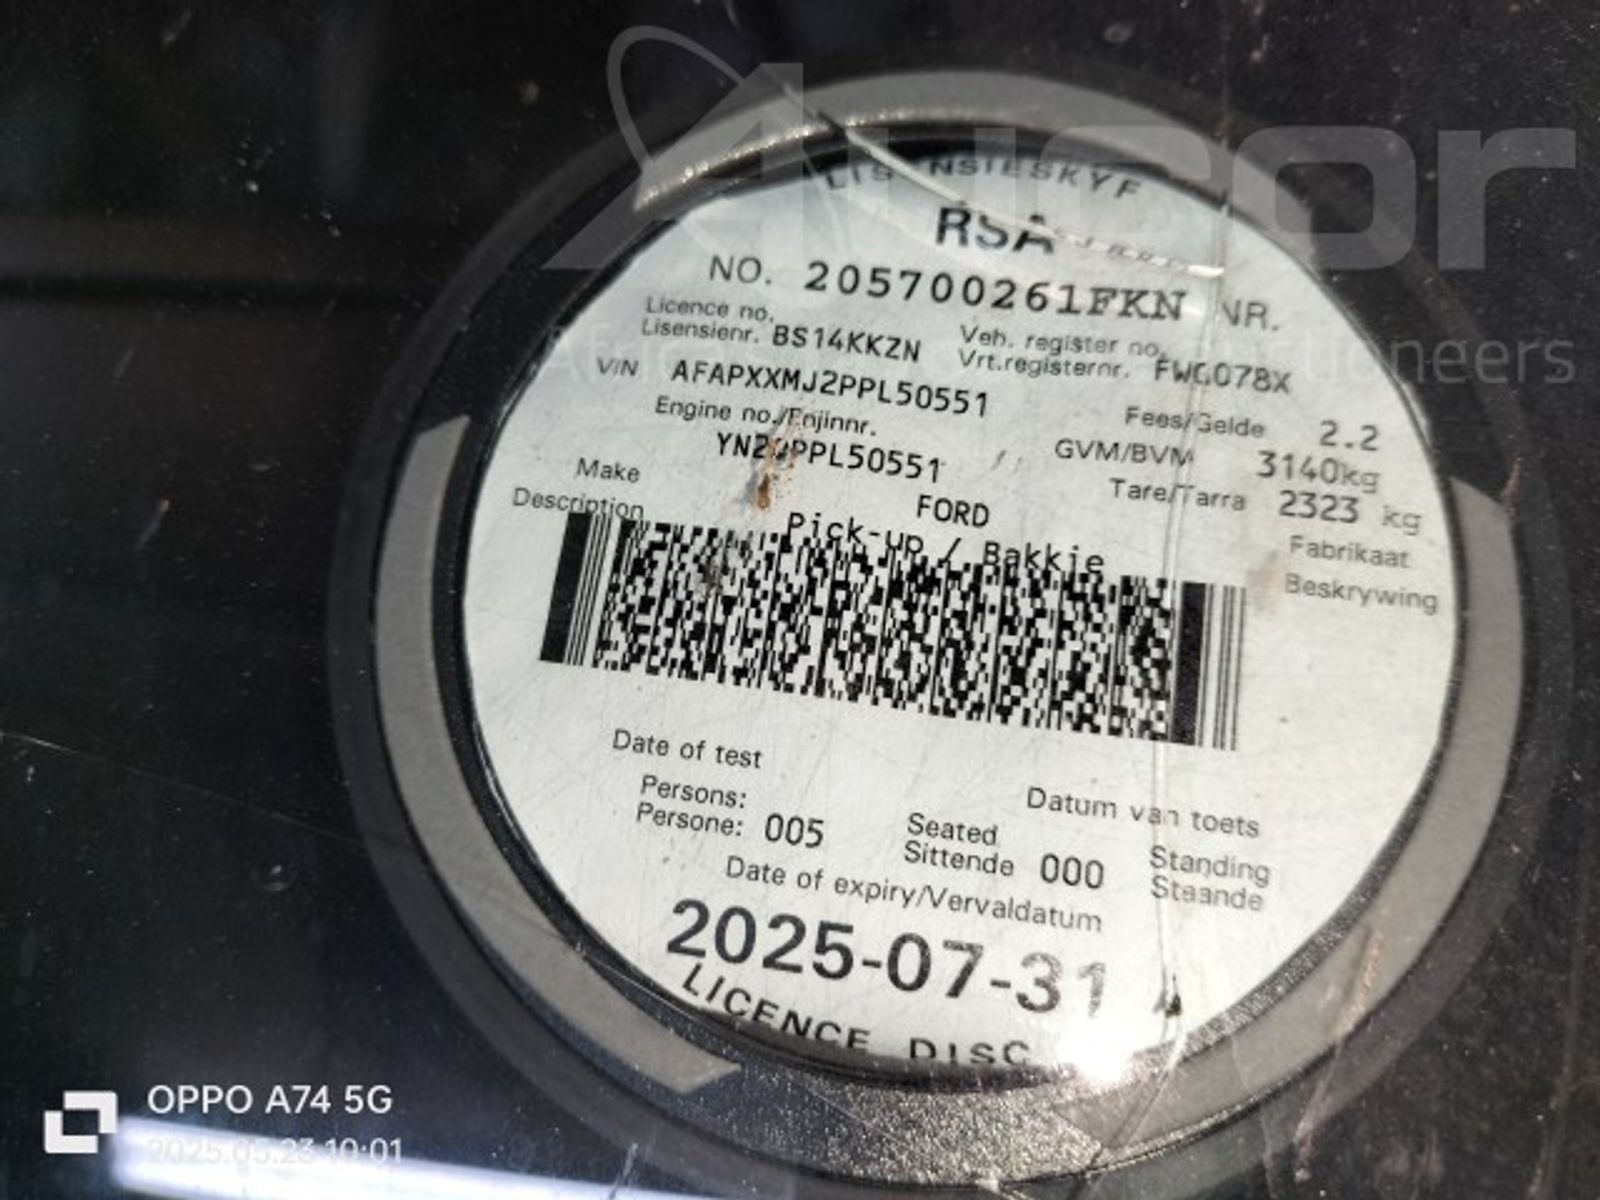 Aucor
LISENSIESKYF
RSA
NO. 205700261FKN NR.
Licence no.
Lisensienr. BS14KKZN
Veh. register no.
Vrt.registernr. FWG078X
VIN AFAPXXMJ2PPL50551
Engine no./Enjinnr.
Fees/Gelde 2.2
GVM/BVM 3140kg
Tare/Tarra 2323 kg
Make FORD Fabrikaat
Description Pick-up / Bakkie Beskrywing
Date of test Datum van toets
Persons:
Persone: 005
Seated
Sittende 000
Standing
Staande
Date of expiry/Vervaldatum
2025-07-31
LICENCE DISC
OPPO A74 5G
2025.05.23 10:01